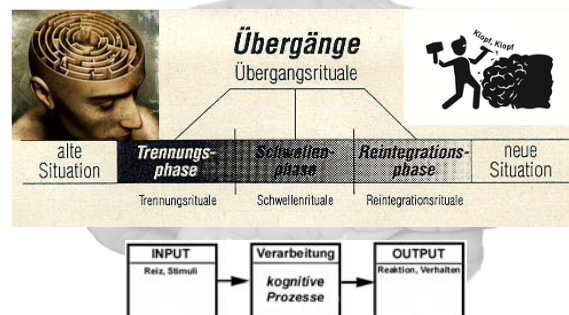 Übergänge
Klopf, Klopf
Übergangsrituale
alte
Situation
Trennungs-
phase
Schwellen-
phase
Reintegrations-
phase
neue
Situation
Trennungsrituale
Schwellenrituale
Reintegrationsrituale
INPUT
Reiz, Stimuli
Verarbeitung
kognitive
Prozesse
OUTPUT
Reaktion, Verhalten